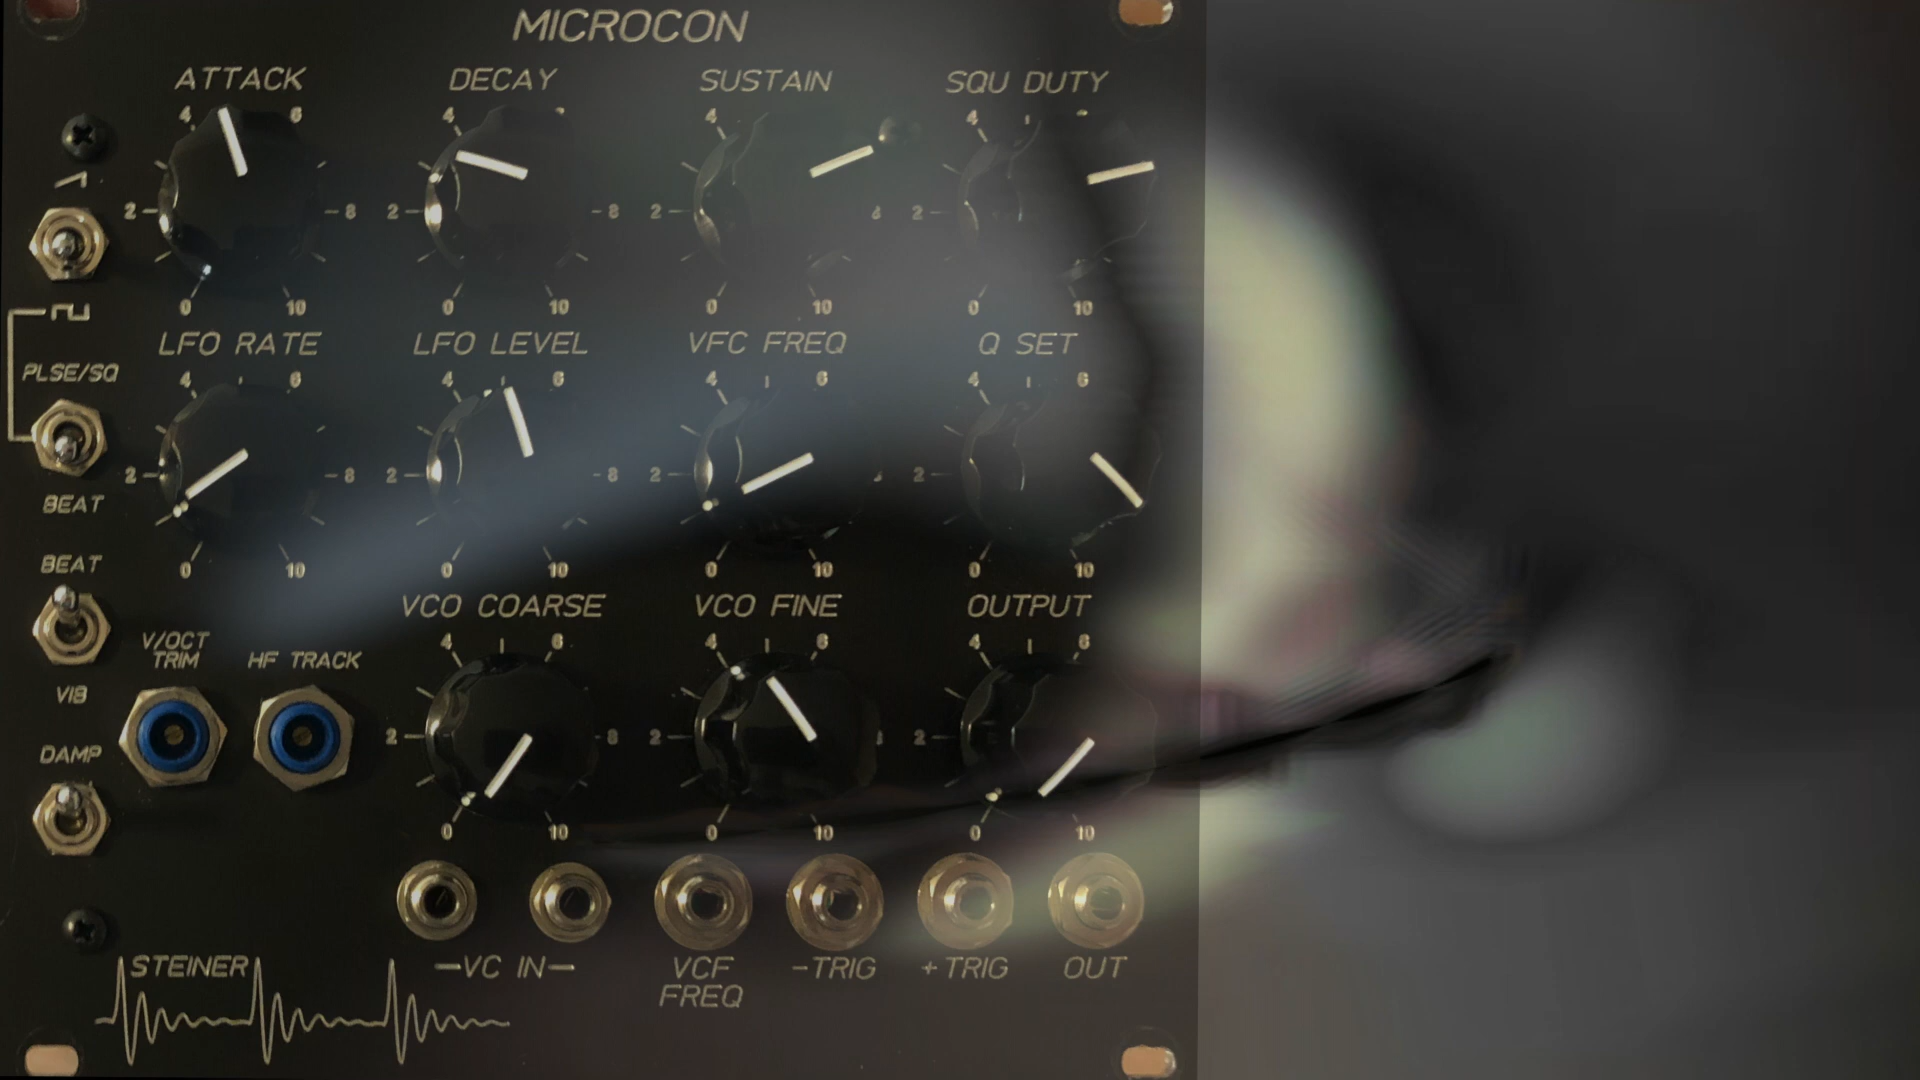 MICROCON
ATTACK DECAY SUSTAIN SQU DUTY
4 6 4 4 4
2 8 2 8 2 2
0 10 0 10 0 10 0 10
LFO RATE LFO LEVEL VFC FREQ Q SET
PLSE/SQ
4 6 4 6 4 6 4 6
2 8 2 8 2 2
BEAT
0 10 0 10 0 10 0 10
BEAT
VCO COARSE VCO FINE OUTPUT
V/OCT TRIM
HF TRACK
4 6 4 6 4 6
VIB
2 8 2 2
DAMP
0 10 0 10 0 10
STEINER
VC IN
VCF FREQ
-TRIG
+TRIG
OUT